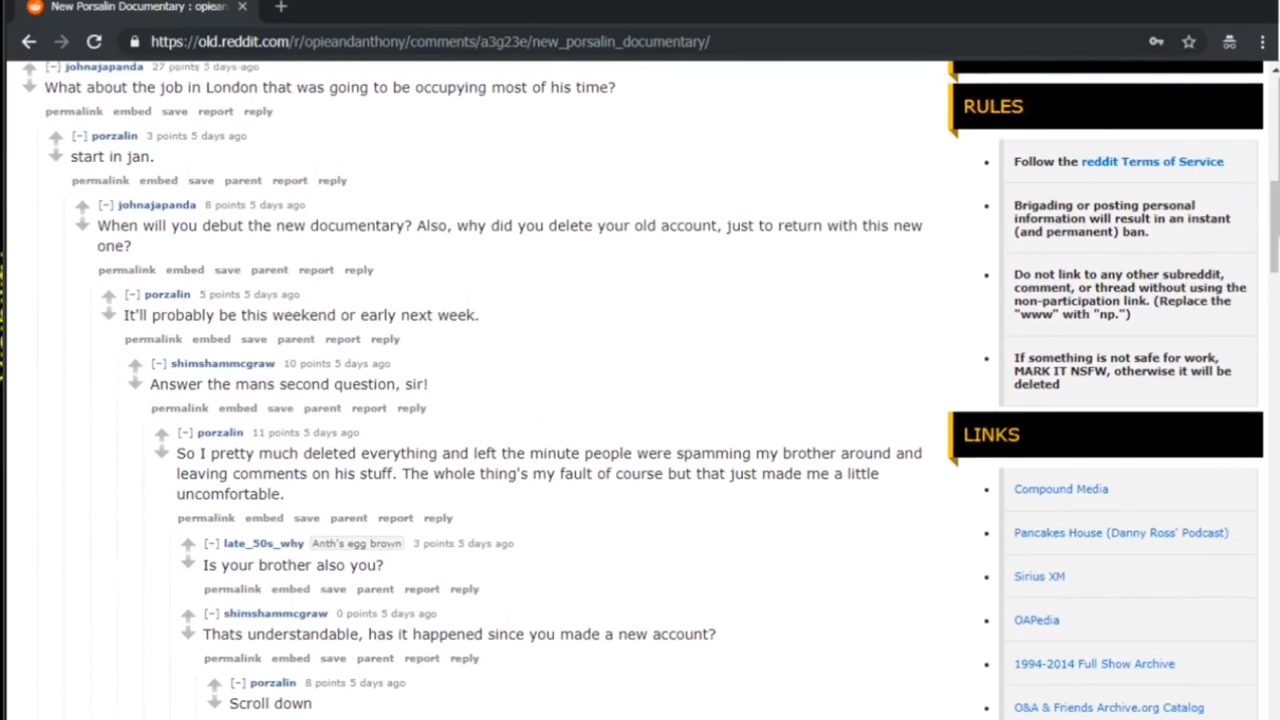 New Porsalin Documentary : opiean
https://old.reddit.com/r/opieandanthony/comments/a3g23e/new_porsalin_documentary/
[-] johnajapanda 27 points 5 days ago
What about the job in London that was going to be occupying most of his time?
permalink embed save report reply
[-] porzalin 3 points 5 days ago
start in jan.
permalink embed save parent report reply
[-] johnajapanda 8 points 5 days ago
When will you debut the new documentary? Also, why did you delete your old account, just to return with this new
one?
permalink embed save parent report reply
[-] porzalin 5 points 5 days ago
It'll probably be this weekend or early next week.
permalink embed save parent report reply
[-] shimshammcgraw 10 points 5 days ago
Answer the mans second question, sir!
permalink embed save parent report reply
[-] porzalin 11 points 5 days ago
So I pretty much deleted everything and left the minute people were spamming my brother around and
leaving comments on his stuff. The whole thing's my fault of course but that just made me a little
uncomfortable.
permalink embed save parent report reply
[-] late_50s_why Anth's egg brown 3 points 5 days ago
Is your brother also you?
permalink embed save parent report reply
[-] shimshammcgraw 0 points 5 days ago
Thats understandable, has it happened since you made a new account?
permalink embed save parent report reply
[-] porzalin 8 points 5 days ago
Scroll down
RULES
Follow the reddit Terms of Service
Brigading or posting personal
information will result in an instant
(and permanent) ban.
Do not link to any other subreddit,
comment, or thread without using the
non-participation link. (Replace the
"www" with "np.")
If something is not safe for work,
MARK IT NSFW, otherwise it will be
deleted
LINKS
Compound Media
Pancakes House (Danny Ross' Podcast)
Sirius XM
OAPedia
1994-2014 Full Show Archive
O&A & Friends Archive.org Catalog